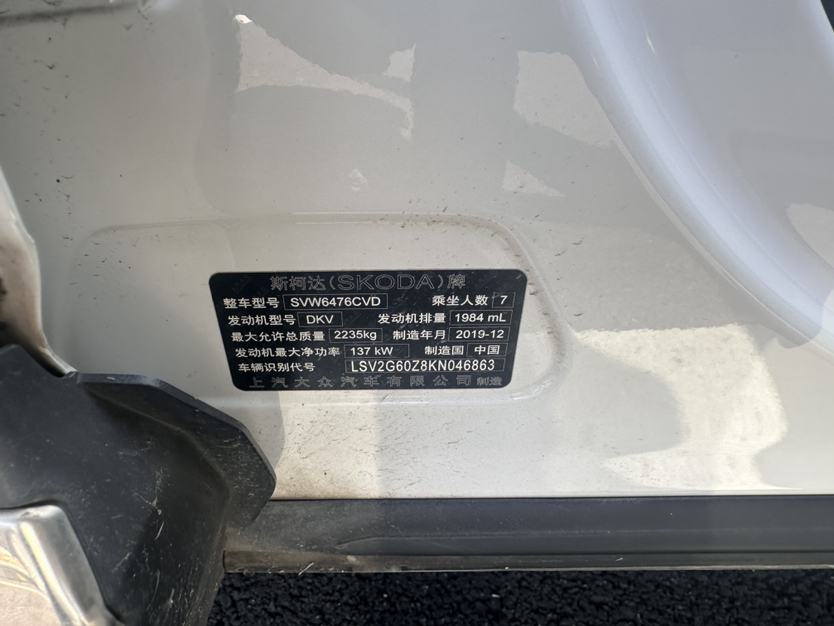 斯柯达(SKODA)牌
整车型号 SVW6476CVD 乘坐人数 7
发动机型号 DKV 发动机排量 1984 mL
最大允许总质量 2235kg 制造年月 2019-12
发动机最大净功率 137 kW 制造国 中国
车辆识别代号 LSV2G60Z8KN046863
上汽大众汽车有限公司 制造